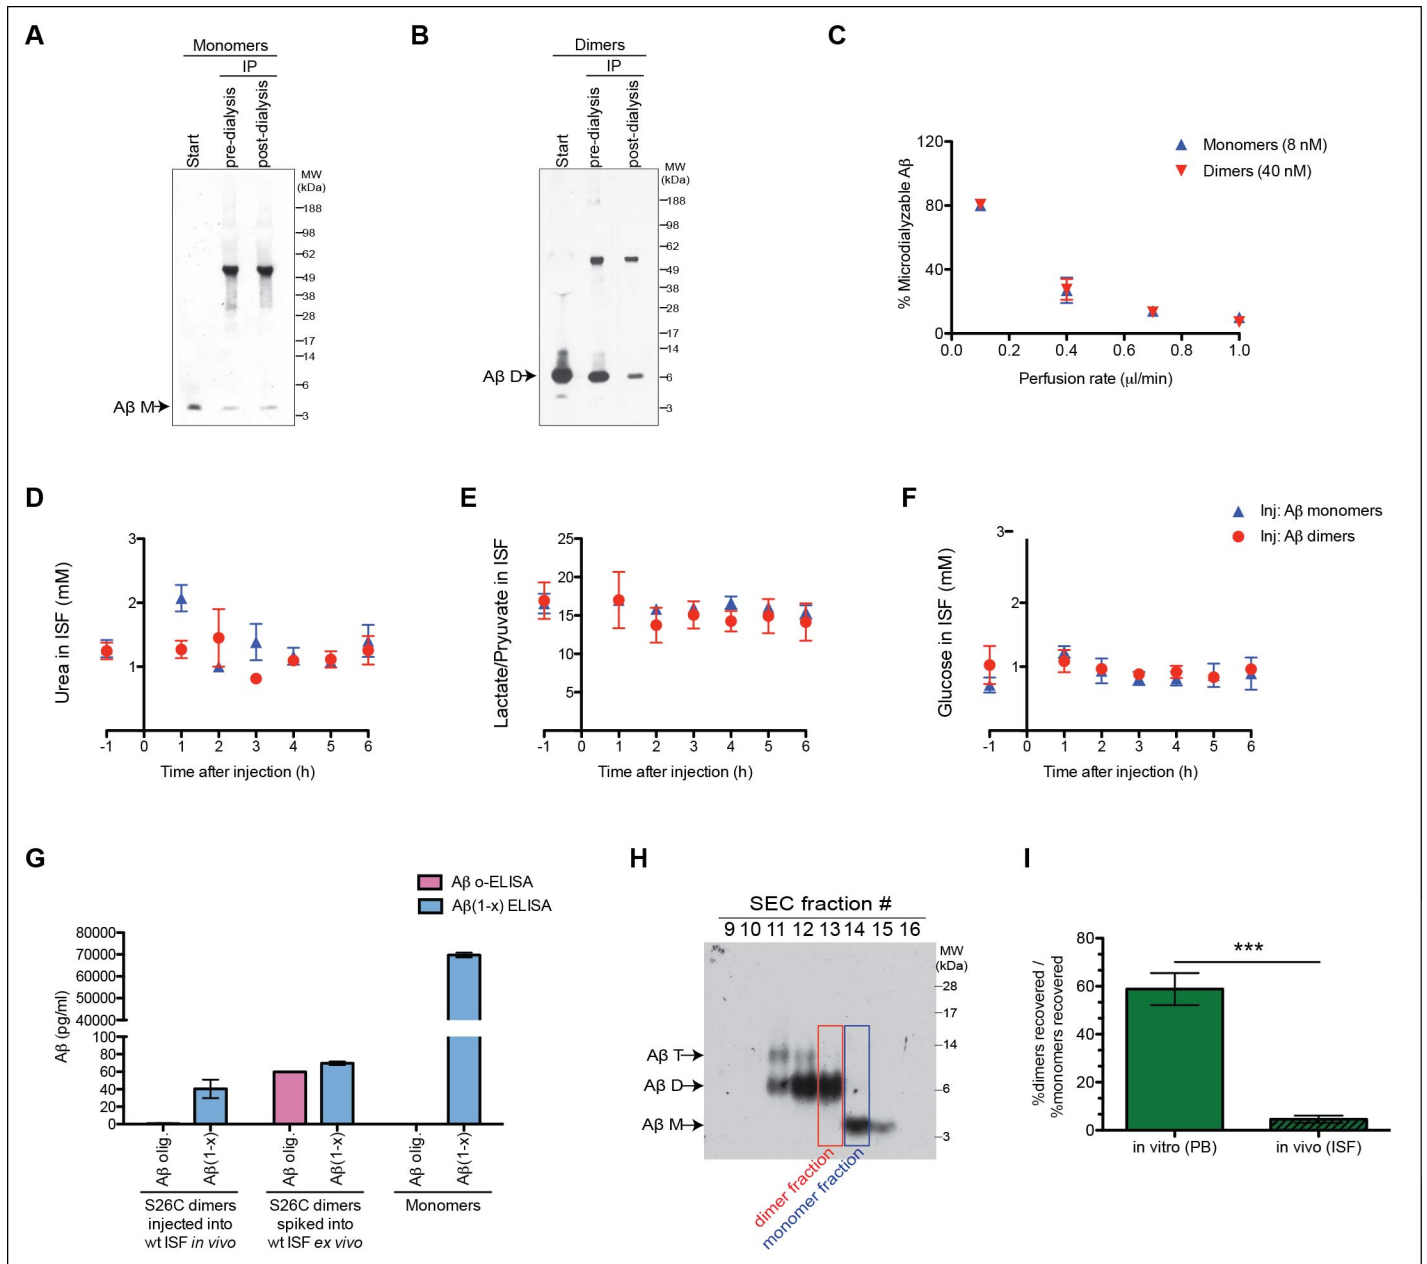 A
Monomers
IP
Start
pre-dialysis
post-dialysis
MW
(kDa)
188
98
62
49
38
28
17
14
6
3
Aβ M
B
Dimers
IP
Start
pre-dialysis
post-dialysis
MW
(kDa)
188
98
62
49
38
28
17
14
6
3
Aβ D
C
Monomers (8 nM)
Dimers (40 nM)
% Microdialyzable Aβ
120
80
40
0
0.0 0.2 0.4 0.6 0.8 1.0
Perfusion rate (μl/min)
D
Urea in ISF (mM)
3
2
1
-1 0 1 2 3 4 5 6
Time after injection (h)
E
Lactate/Pryuvate in ISF
25
20
15
10
5
-1 0 1 2 3 4 5 6
Time after injection (h)
F
Inj: Aβ monomers
Inj: Aβ dimers
Glucose in ISF (mM)
3
2
1
-1 0 1 2 3 4 5 6
Time after injection (h)
G
Aβ o-ELISA
Aβ(1-x) ELISA
Aβ (pg/ml)
80000
70000
60000
50000
40000
100
80
60
40
20
0
Aβ olig.
Aβ(1-x)
Aβ olig.
Aβ(1-x)
Aβ olig.
Aβ(1-x)
S26C dimers
injected into
wt ISF in vivo
S26C dimers
spiked into
wt ISF ex vivo
Monomers
H
SEC fraction #
9 10 11 12 13 14 15 16
MW
(kDa)
28
17
14
6
3
Aβ T
Aβ D
Aβ M
dimer fraction
monomer fraction
I
%dimers recovered /
%monomers recovered
80
60
40
20
0
***
in vitro (PB)
in vivo (ISF)